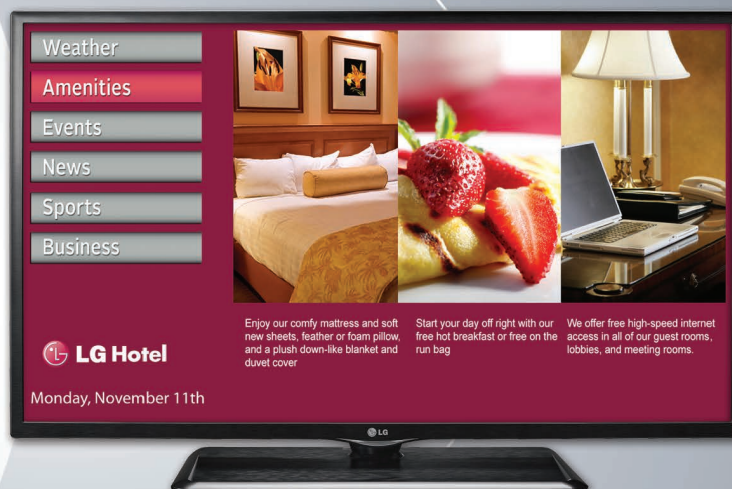 Weather
Amenities
Events
News
Sports
Business
LG Hotel
Monday, November 11th
Enjoy our comfy mattress and soft
new sheets, feather or foam pillow,
and a plush down-like blanket and
duvet cover
Start your day off right with our
free hot breakfast or free on the
run bag
We offer free high-speed internet
access in all of our guest rooms,
lobbies, and meeting rooms.
LG